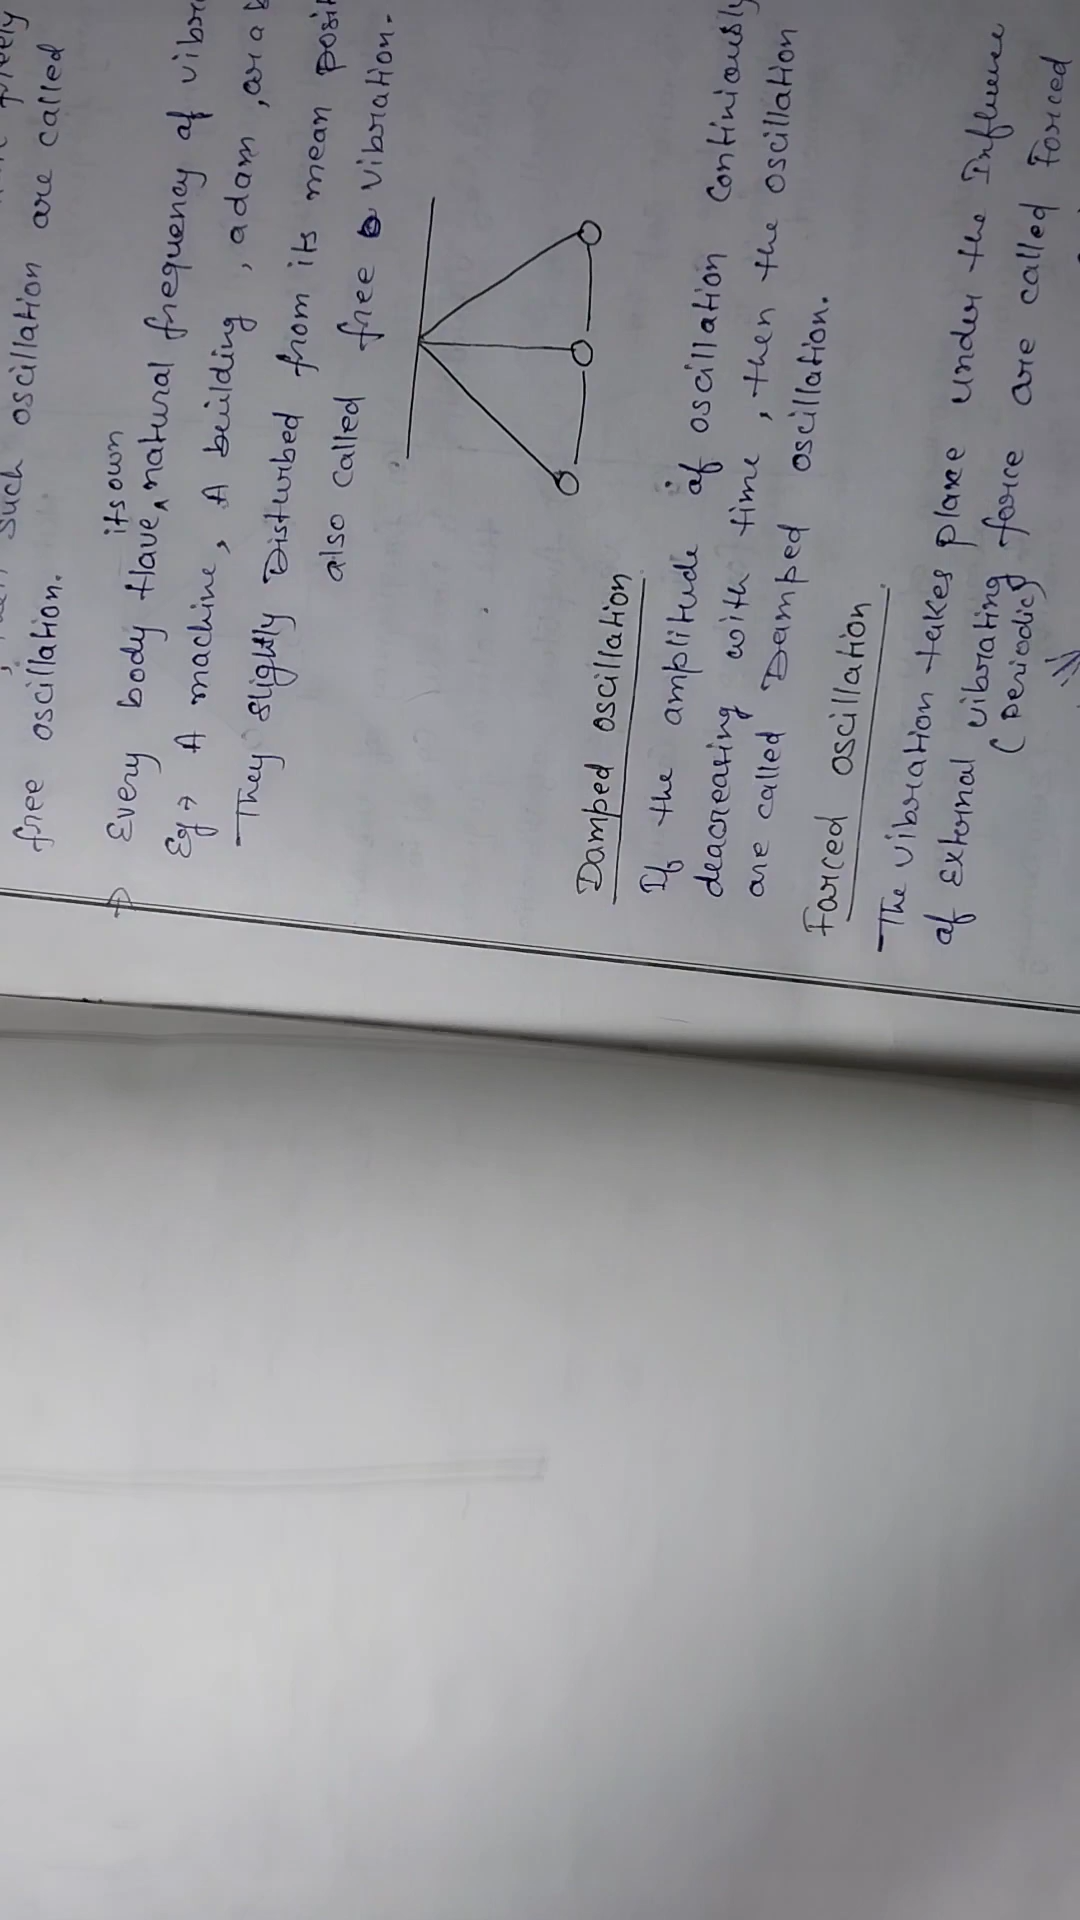 such oscillation are called
free oscillation.
→ Every body Have ^ its own natural frequency of
Eg → A machine, A building, adam, or a
They slightly Disturbed from its mean
also called free vibration.
Damped oscillation
If the amplitude of oscillation continiously
deacreasing with time, then the oscillation
are called Damped oscillation.
Forced oscillation
The vibration takes place under the Influence
of External vibrating force are called Forced
(periodic)